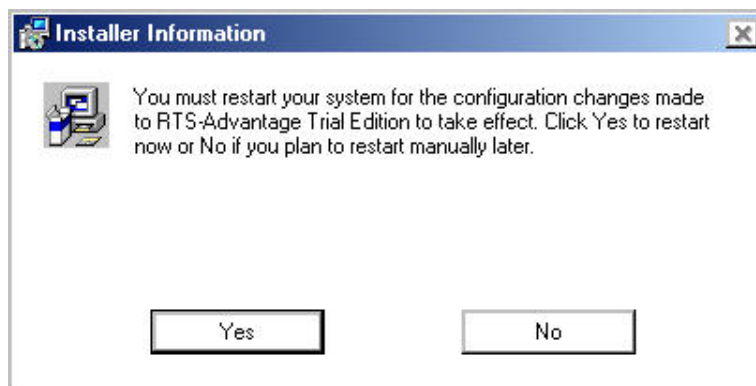 Installer Information
You must restart your system for the configuration changes made
to RTS-Advantage Trial Edition to take effect. Click Yes to restart
now or No if you plan to restart manually later.
Yes
No